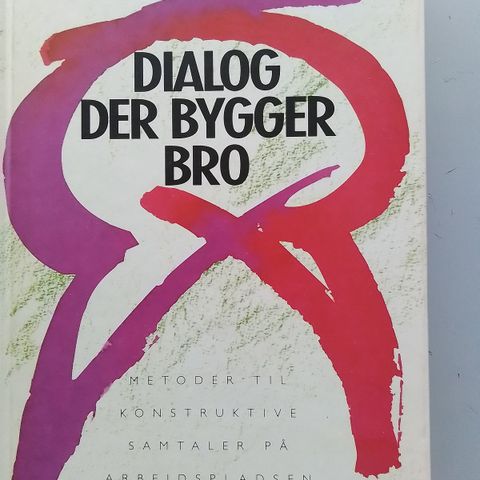 DIALOG
DER BYGGER
BRO
METODER TIL
KONSTRUKTIVE
SAMTALER PÅ
ARBEJDSPLADSEN